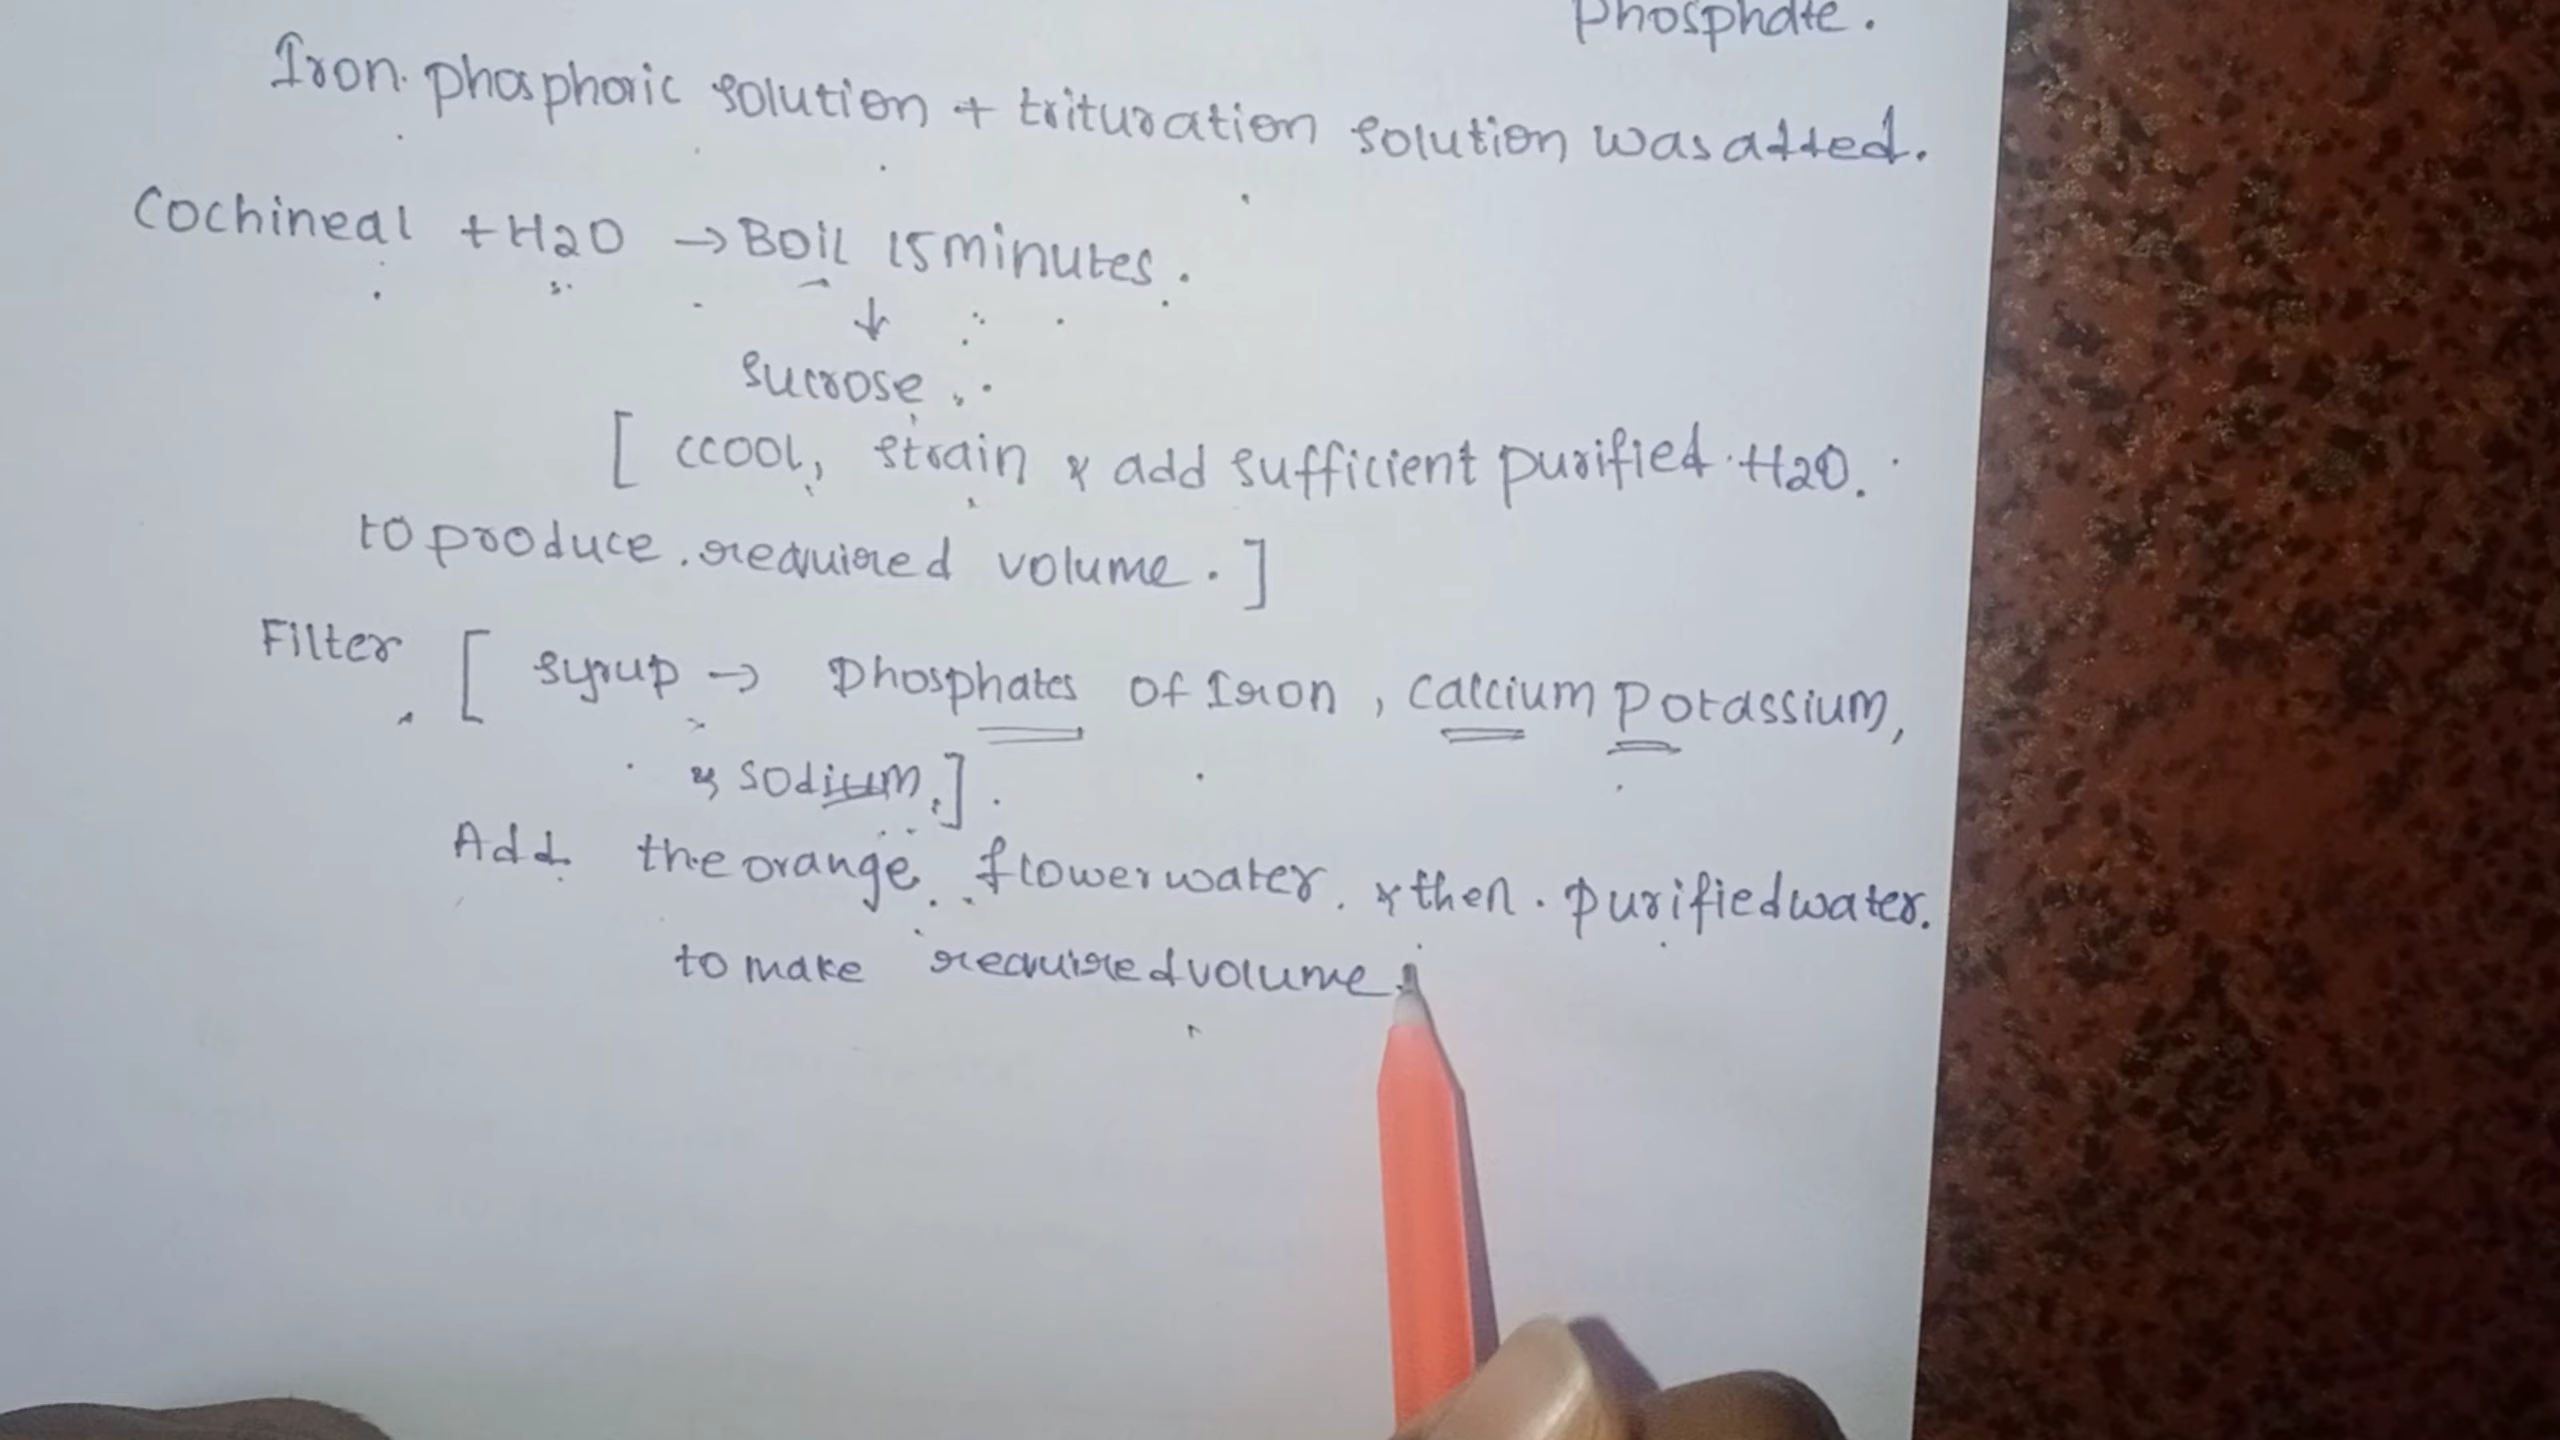 Phosphate.
Iron phosphoric solution + trituration solution was added.
Cochineal + H2O → Boil 15 minutes.
↓
sucrose.
[ ccool, strain & add sufficient purified H2O.
to produce required volume. ]
Filter [ syrup → Phosphates of Iron, calcium potassium,
& sodium. ].
Add the orange flower water & then purified water.
to make required volume.